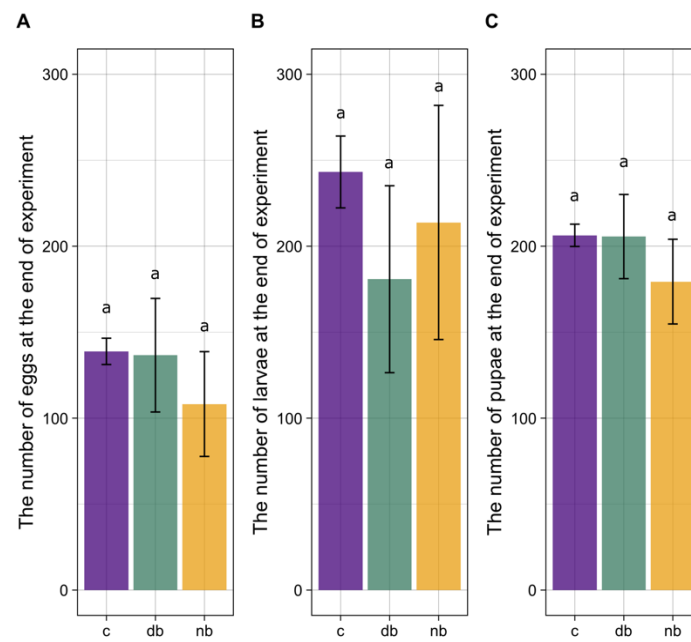 A
The number of eggs at the end of experiment
300
200
100
0
a
a
a
c
db
nb
B
The number of larvae at the end of experiment
300
200
100
0
a
a
a
c
db
nb
C
The number of pupae at the end of experiment
300
200
100
0
a
a
a
c
db
nb